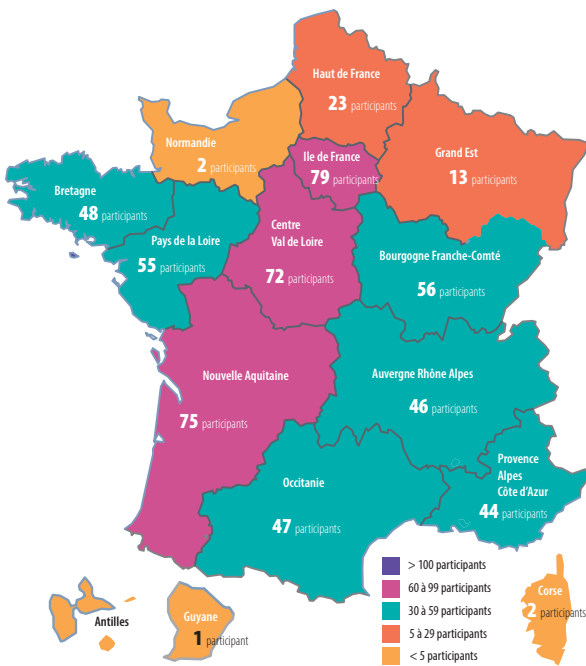 Haut de France
23 participants
Normandie
2 participants
Ile de France
79 participants
Grand Est
13 participants
Bretagne
48 participants
Pays de la Loire
55 participants
Centre
Val de Loire
72 participants
Bourgogne Franche-Comté
56 participants
Nouvelle Aquitaine
75 participants
Auvergne Rhône Alpes
46 participants
Provence
Alpes
Côte d'Azur
44 participants
Occitanie
47 participants
> 100 participants
60 à 99 participants
30 à 59 participants
5 à 29 participants
< 5 participants
Corse
2 participants
Antilles
Guyane
1 participant